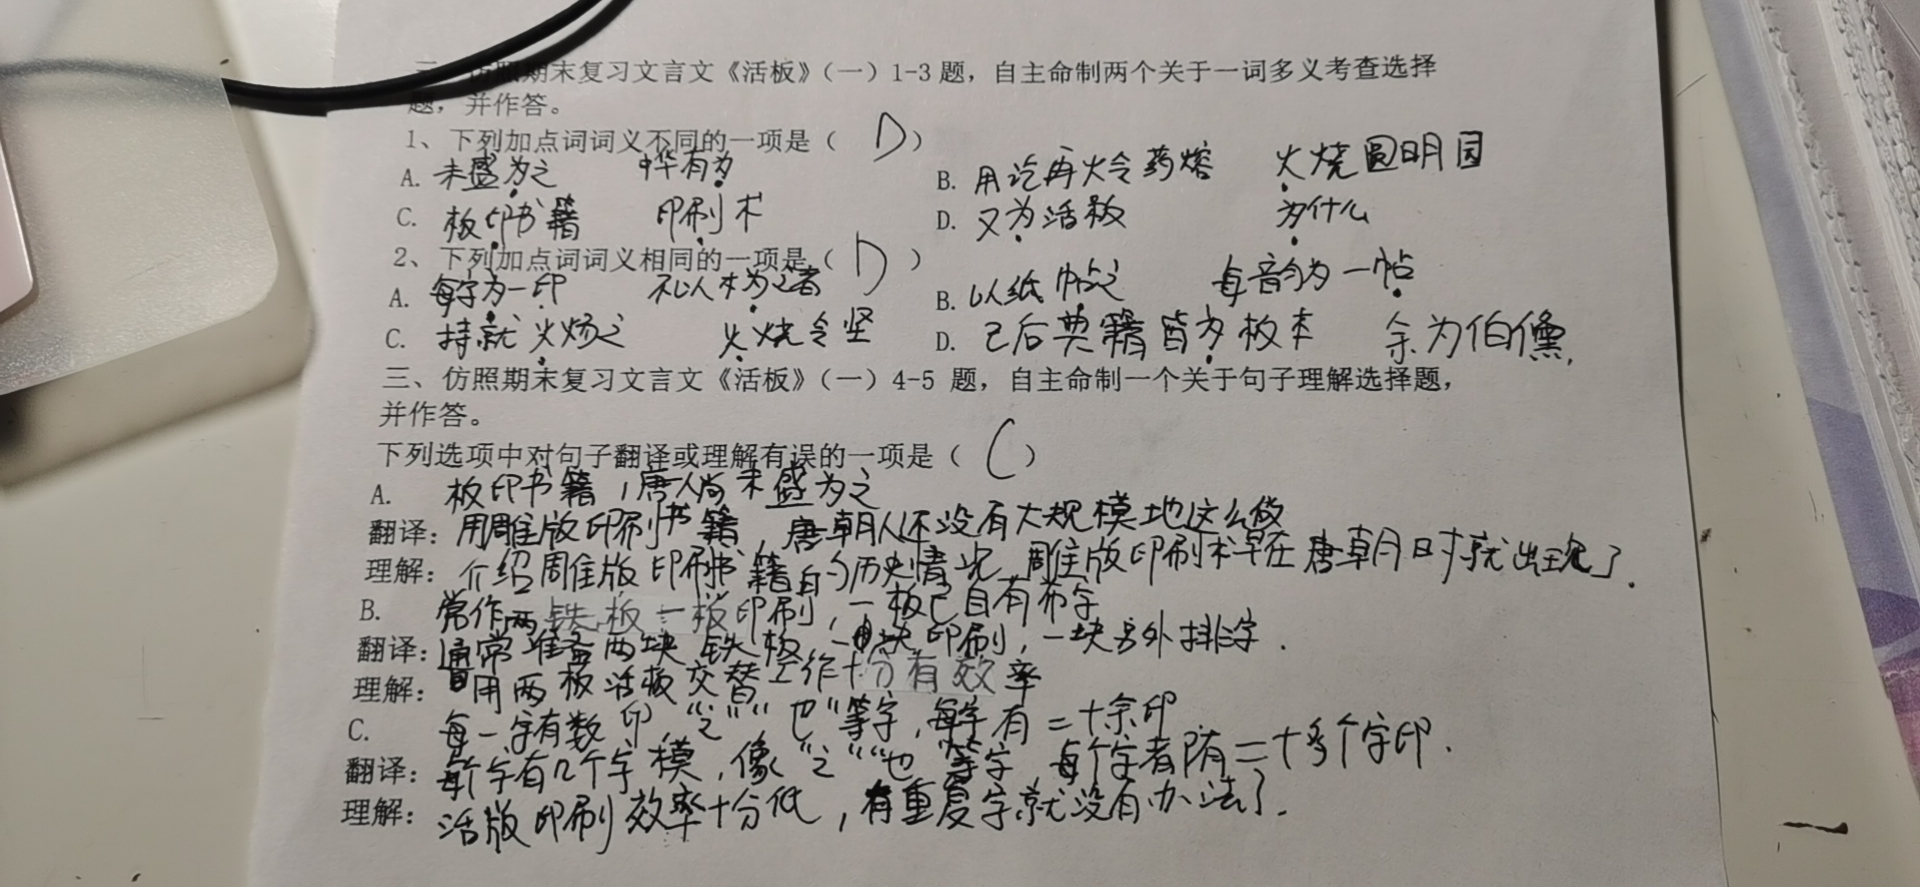 仿照期末复习文言文《活板》（一）1-3题，自主命制两个关于一词多义考查选择
题，并作答。
1、下列加点词词义不同的一项是（ D ）
A. 未盛为之 中华有为 B. 用讫再火令药熔 火烧圆明园
C. 板印书籍 印刷术 D. 又为活板 为什么
2、下列加点词词义相同的一项是（ D ）
A. 每字为一印 不以木为之者 B. 以纸帖之 每韵为一帖
C. 持就火炀之 火烧令坚 D. 已后典籍皆为板本 余为伯儒,
三、仿照期末复习文言文《活板》（一）4-5 题，自主命制一个关于句子理解选择题，
并作答。
下列选项中对句子翻译或理解有误的一项是（ C ）
A. 板印书籍，唐人尚未盛为之
翻译：用雕版印刷书籍，唐朝人还没有大规模地这么做
理解：介绍雕版印刷书籍的历史情况 雕版印刷术早在唐朝时就出现了.
B. 常作两铁板一板印刷，一板已自有布字
翻译：通常准备两块铁板 一块印刷，一块另外排字.
理解：用两板活板交替工作十分有效率
C. 每一字有数印，“之”“也”等字，每字有二十余印
翻译：每个字有几个字模，像“之”“也”等字 每个字都有二十多个字印.
理解：活版印刷效率十分低，有重复字就没有办法了.